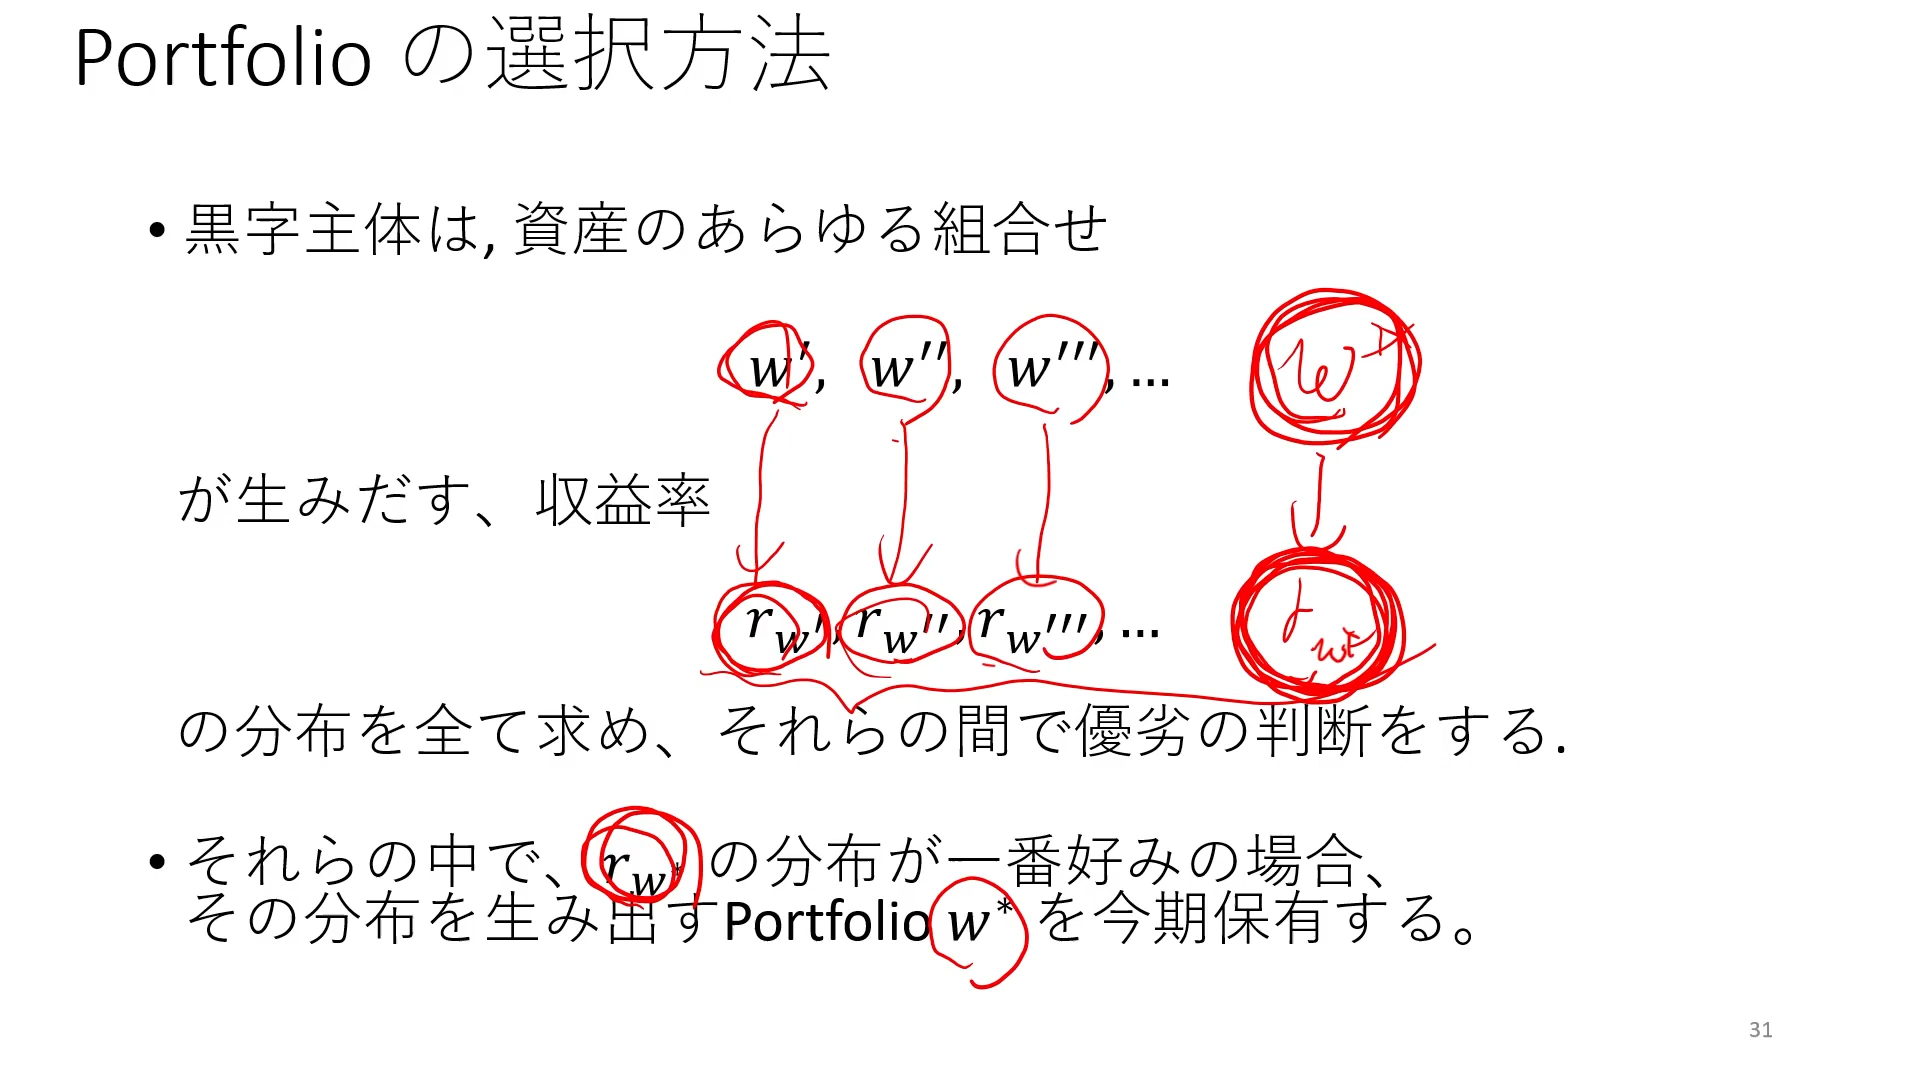 Portfolio の選択方法
• 黒字主体は, 資産のあらゆる組合せ
w′, w′′, w′′′, … w*
が生みだす、収益率
r_w′, r_w′′, r_w′′′, … r_w*
の分布を全て求め、それらの間で優劣の判断をする.
• それらの中で、r_w* の分布が一番好みの場合、
その分布を生み出すPortfolio w* を今期保有する。
31